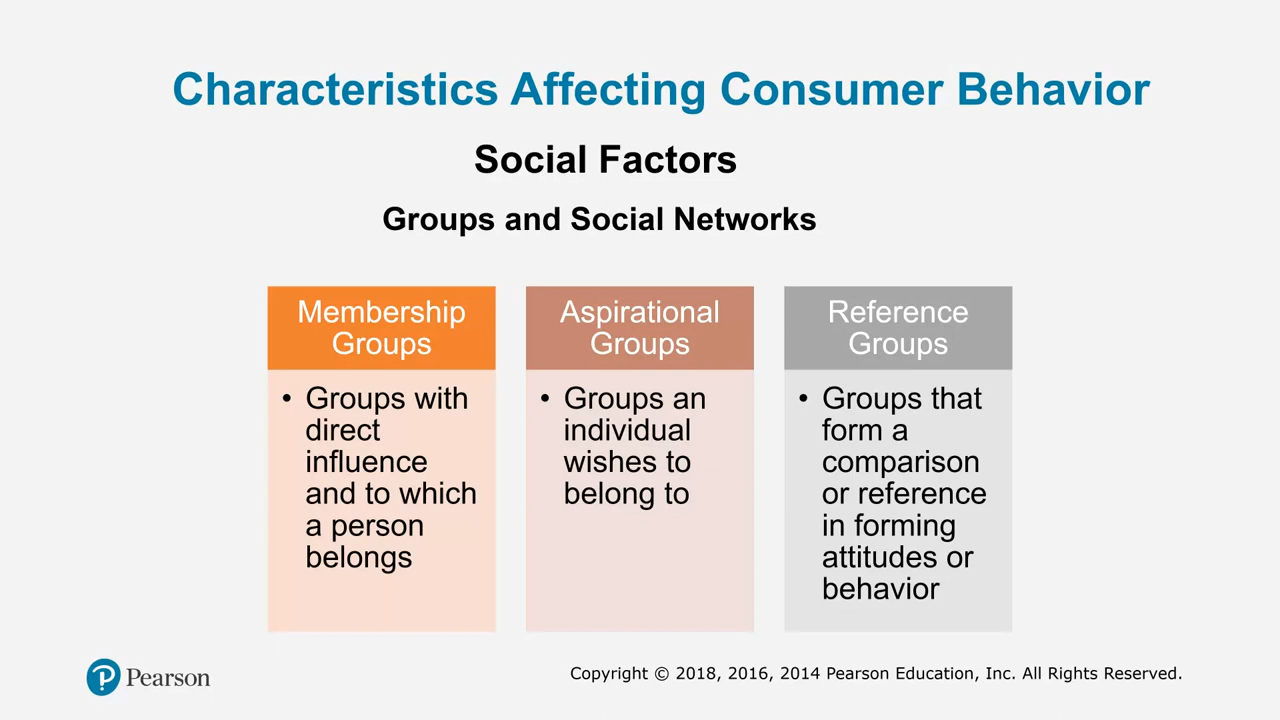 Characteristics Affecting Consumer Behavior
Social Factors
Groups and Social Networks
Membership
Groups
• Groups with
direct
influence
and to which
a person
belongs
Aspirational
Groups
• Groups an
individual
wishes to
belong to
Reference
Groups
• Groups that
form a
comparison
or reference
in forming
attitudes or
behavior
Pearson
Copyright © 2018, 2016, 2014 Pearson Education, Inc. All Rights Reserved.